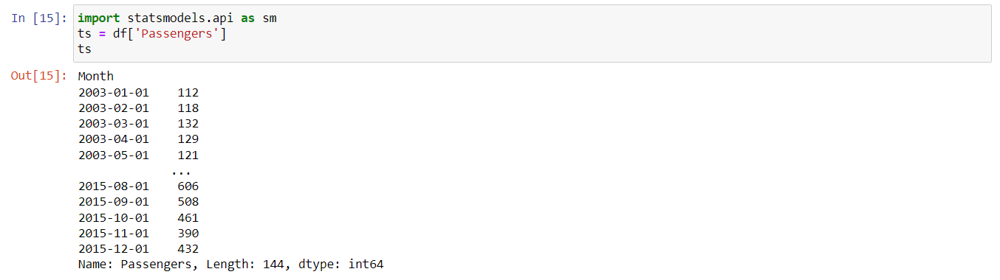 In [15]: import statsmodels.api as sm
ts = df['Passengers']
ts
Out[15]: Month
2003-01-01    112
2003-02-01    118
2003-03-01    132
2003-04-01    129
2003-05-01    121
...
2015-08-01    606
2015-09-01    508
2015-10-01    461
2015-11-01    390
2015-12-01    432
Name: Passengers, Length: 144, dtype: int64